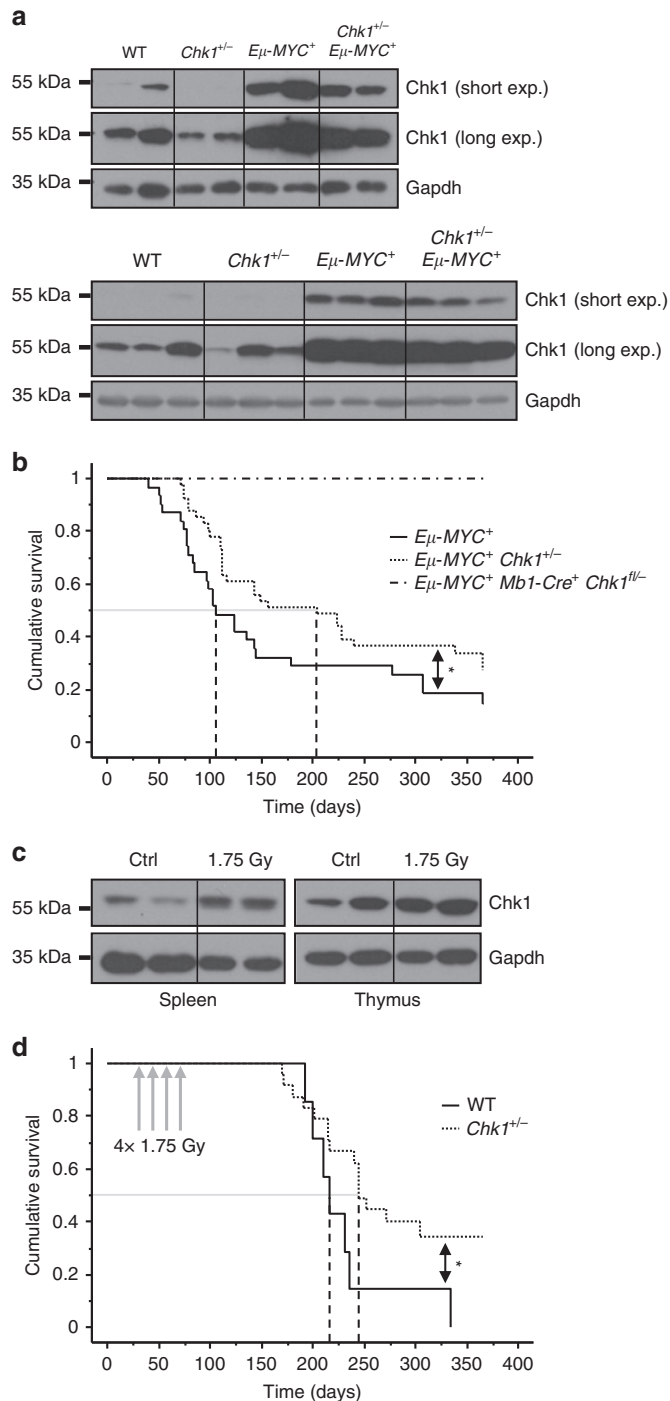 a
WT Chk1+/– Eµ-MYC+ Chk1+/– Eµ-MYC+
55 kDa Chk1 (short exp.)
55 kDa Chk1 (long exp.)
35 kDa Gapdh
WT Chk1+/– Eµ-MYC+ Chk1+/– Eµ-MYC+
55 kDa Chk1 (short exp.)
55 kDa Chk1 (long exp.)
35 kDa Gapdh
b
Cumulative survival
1
0.8
0.6
0.4
0.2
0
Eµ-MYC+
Eµ-MYC+ Chk1+/–
Eµ-MYC+ Mb1-Cre+ Chk1fl/–
*
0 50 100 150 200 250 300 350 400
Time (days)
c
Ctrl 1.75 Gy Ctrl 1.75 Gy
55 kDa Chk1
35 kDa Gapdh
Spleen Thymus
d
Cumulative survival
1
0.8
0.6
0.4
0.2
0
4× 1.75 Gy
WT
Chk1+/–
*
0 50 100 150 200 250 300 350 400
Time (days)